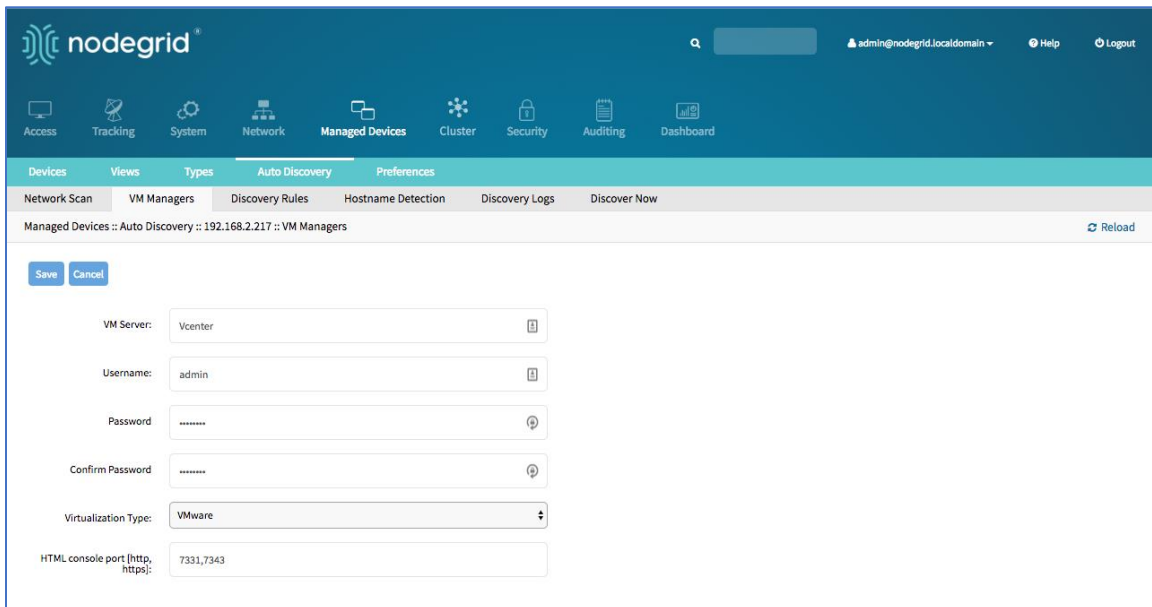 nodegrid®
admin@nodegrid.localdomain
Help
Logout
Access
Tracking
System
Network
Managed Devices
Cluster
Security
Auditing
Dashboard
Devices
Views
Types
Auto Discovery
Preferences
Network Scan
VM Managers
Discovery Rules
Hostname Detection
Discovery Logs
Discover Now
Managed Devices :: Auto Discovery :: 192.168.2.217 :: VM Managers
Reload
Save
Cancel
VM Server:
Vcenter
Username:
admin
Password
••••••••
Confirm Password
••••••••
Virtualization Type:
VMware
HTML console port [http,
https]:
7331,7343